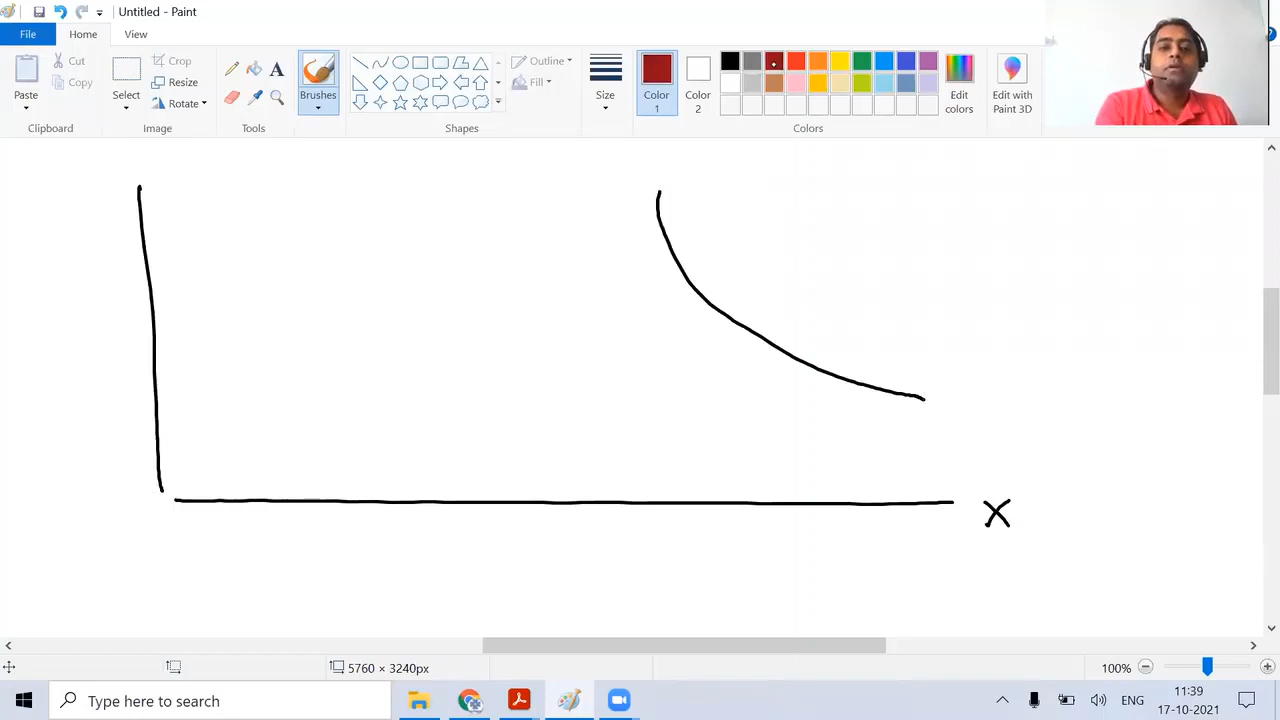 Untitled - Paint
File
Home
View
Paste
Cut
Copy
Clipboard
Select
Crop
Resize
Rotate
Image
Tools
Brushes
Outline
Fill
Shapes
Size
Color 1
Color 2
Edit colors
Colors
Edit with Paint 3D
X
5760 × 3240px
100%
Type here to search
ENG
11:39
17-10-2021